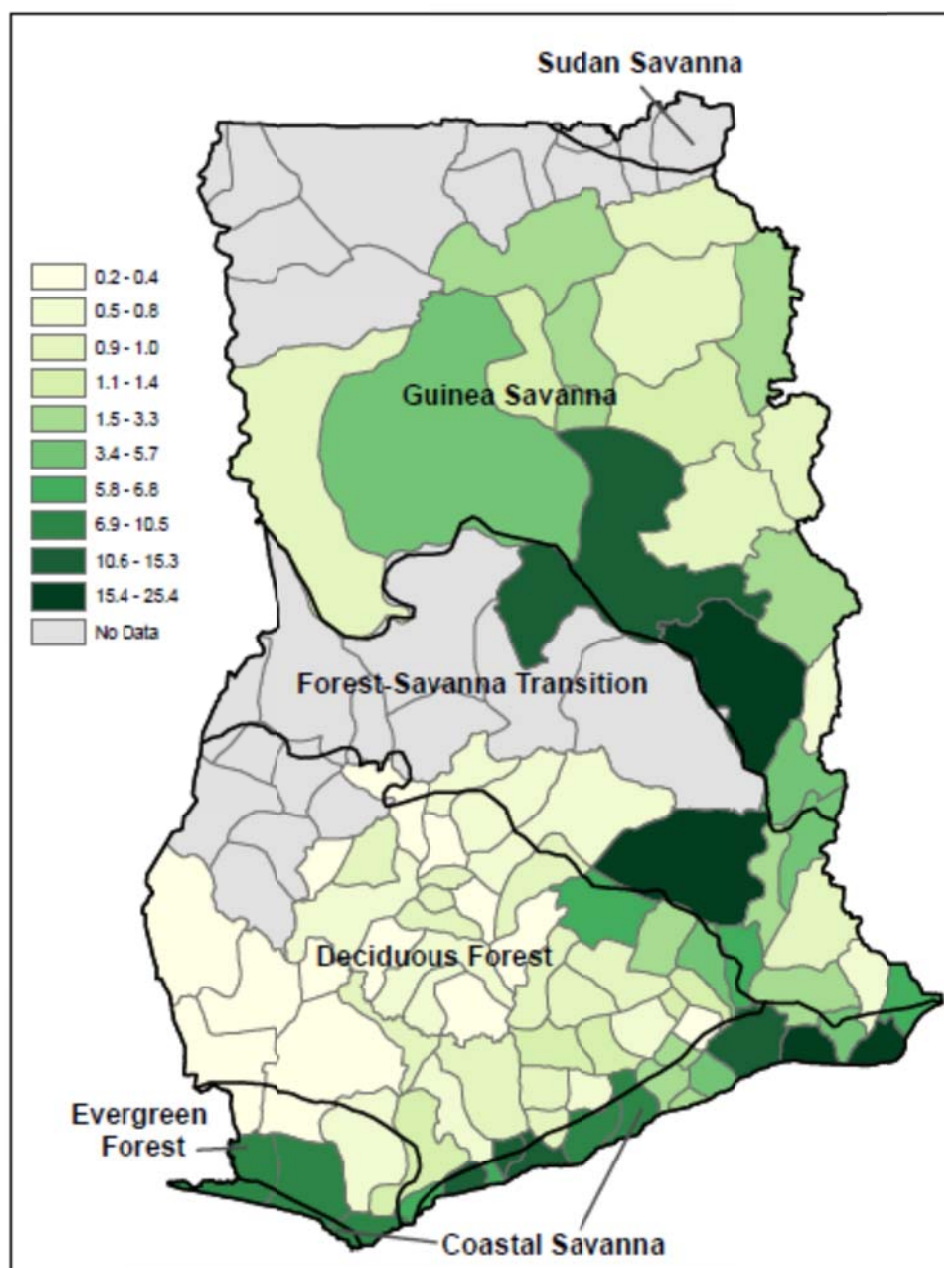 Sudan Savanna
0.2 - 0.4
0.5 - 0.8
0.9 - 1.0
1.1 - 1.4
1.5 - 3.3
3.4 - 5.7
5.8 - 6.8
6.9 - 10.5
10.6 - 15.3
15.4 - 25.4
No Data
Guinea Savanna
Forest-Savanna Transition
Deciduous Forest
Evergreen
Forest
Coastal Savanna